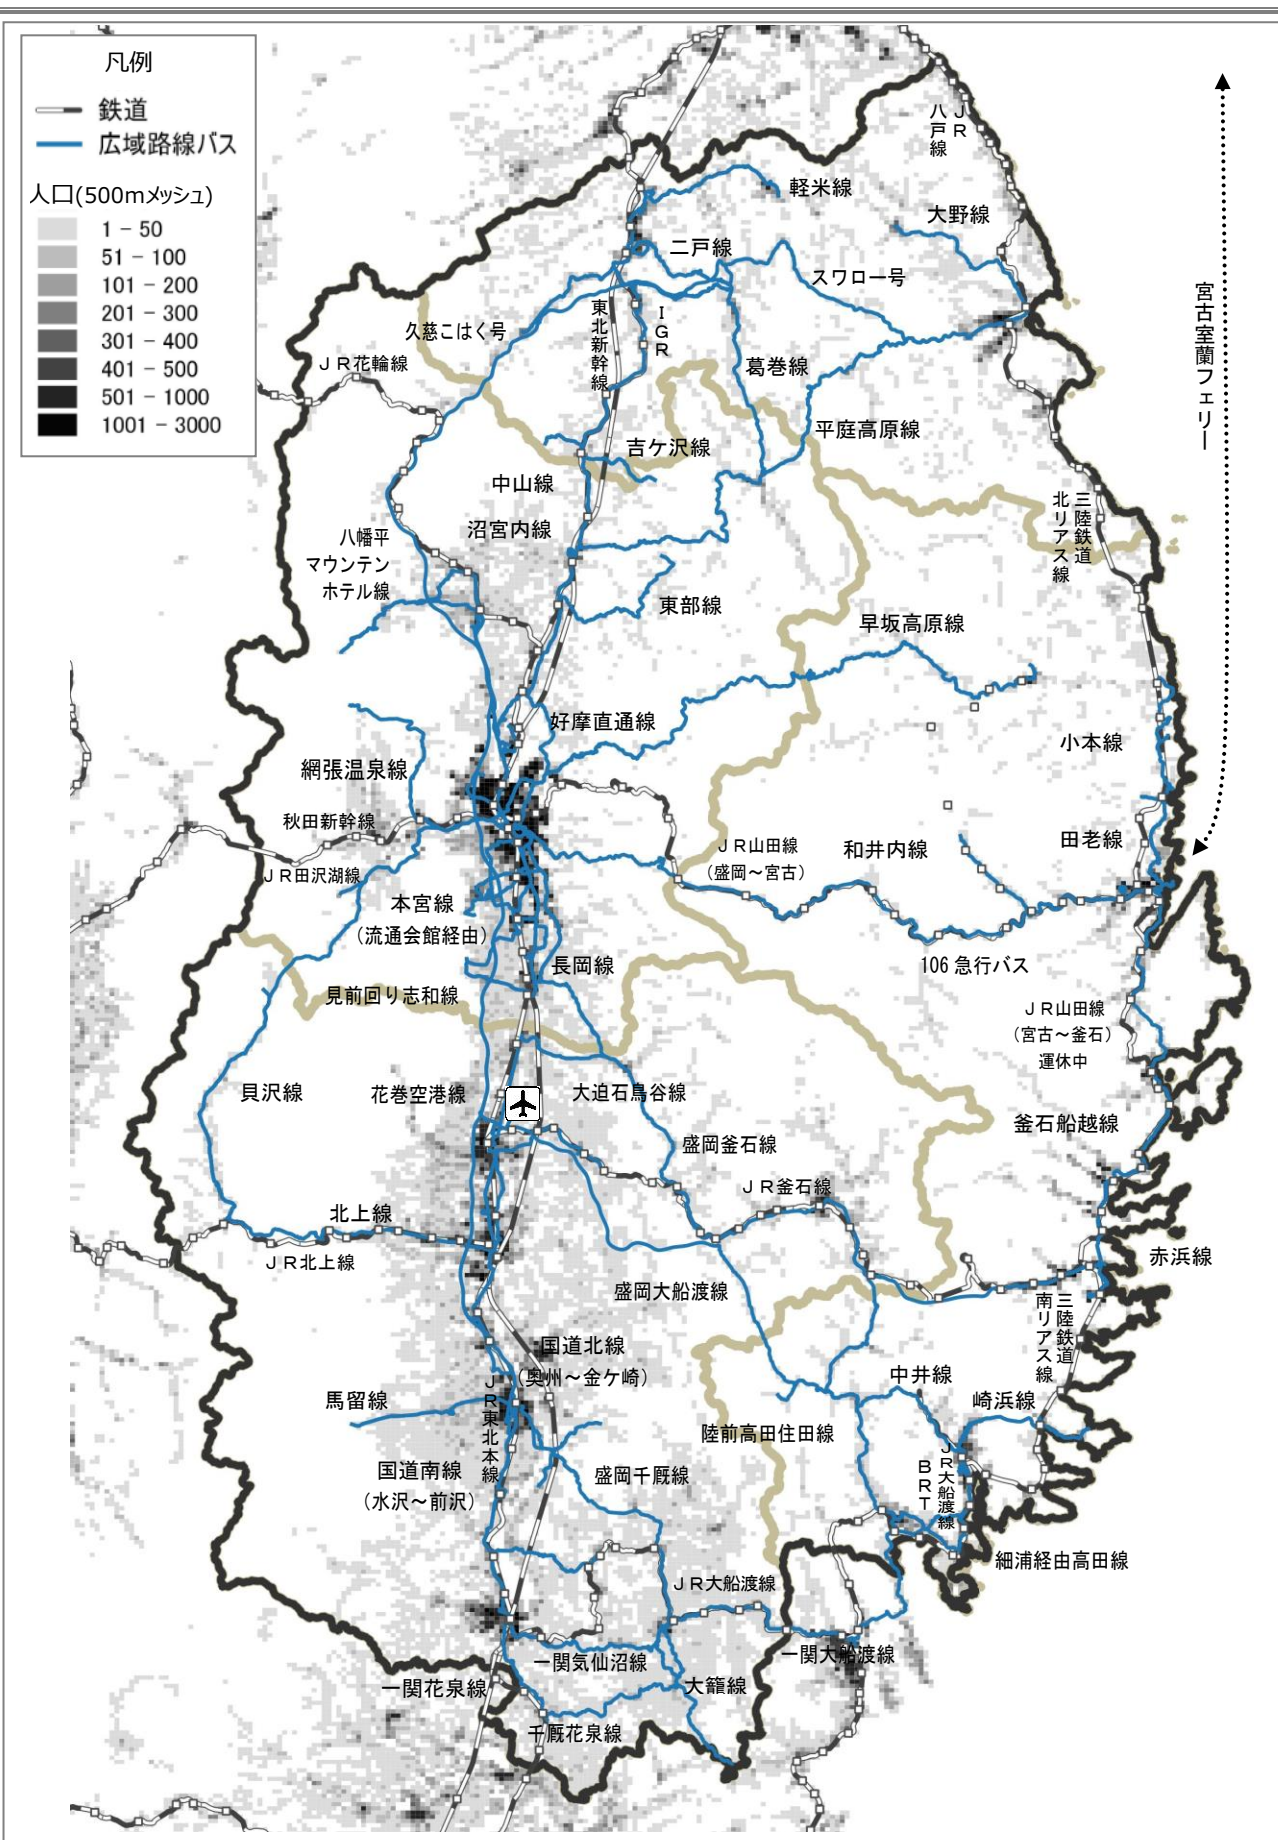 凡例
鉄道
広域路線バス
人口(500mメッシュ)
1 − 50
51 − 100
101 − 200
201 − 300
301 − 400
401 − 500
501 − 1000
1001 − 3000
JR八戸線
軽米線
大野線
二戸線
スワロー号
宮古室蘭フェリー
久慈こはく号
東北新幹線
IGR
JR花輪線
葛巻線
平庭高原線
吉ケ沢線
中山線
三陸鉄道北リアス線
沼宮内線
八幡平
マウンテン
ホテル線
東部線
早坂高原線
好摩直通線
小本線
網張温泉線
秋田新幹線
田老線
JR山田線
(盛岡～宮古)
和井内線
JR田沢湖線
本宮線
(流通会館経由)
長岡線
106 急行バス
見前回り志和線
JR山田線
(宮古～釜石)
運休中
貝沢線
花巻空港線
大迫石鳥谷線
釜石船越線
盛岡釜石線
JR釜石線
北上線
JR北上線
赤浜線
盛岡大船渡線
三陸鉄道南リアス線
国道北線
(奥州～金ケ崎)
中井線
馬留線
崎浜線
JR東北本線
陸前高田住田線
JR大船渡線BRT
国道南線
(水沢～前沢)
盛岡千厩線
細浦経由高田線
JR大船渡線
一関気仙沼線
一関大船渡線
一関花泉線
大籠線
千厩花泉線